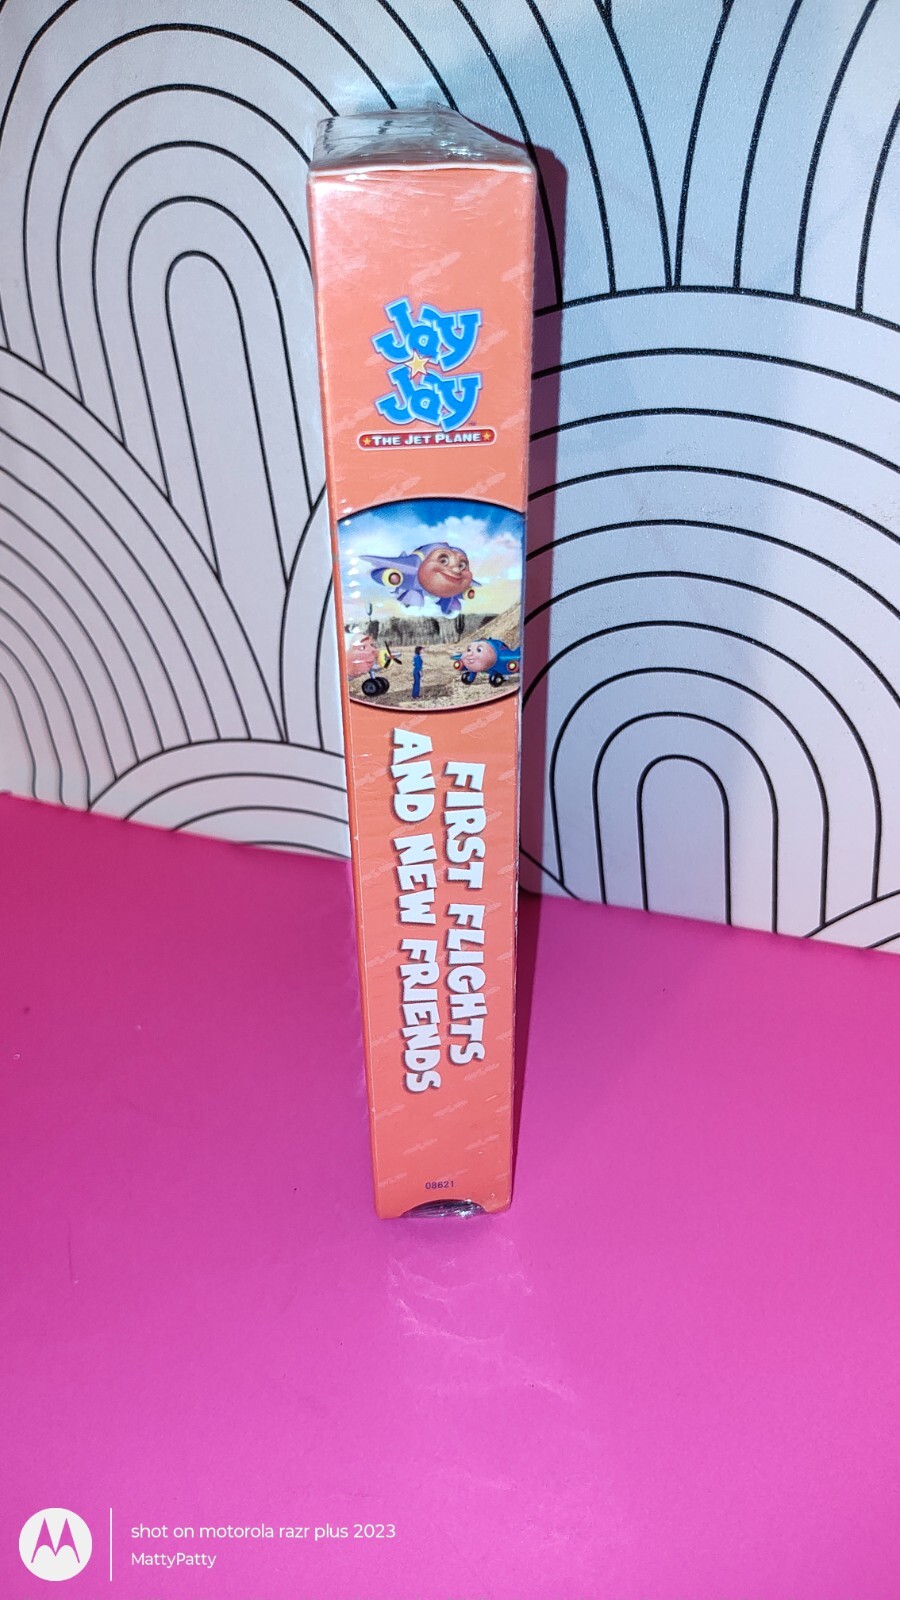 Jay
Jay
THE JET PLANE
FIRST FLIGHTS
AND NEW FRIENDS
08621
shot on motorola razr plus 2023
MattyPatty